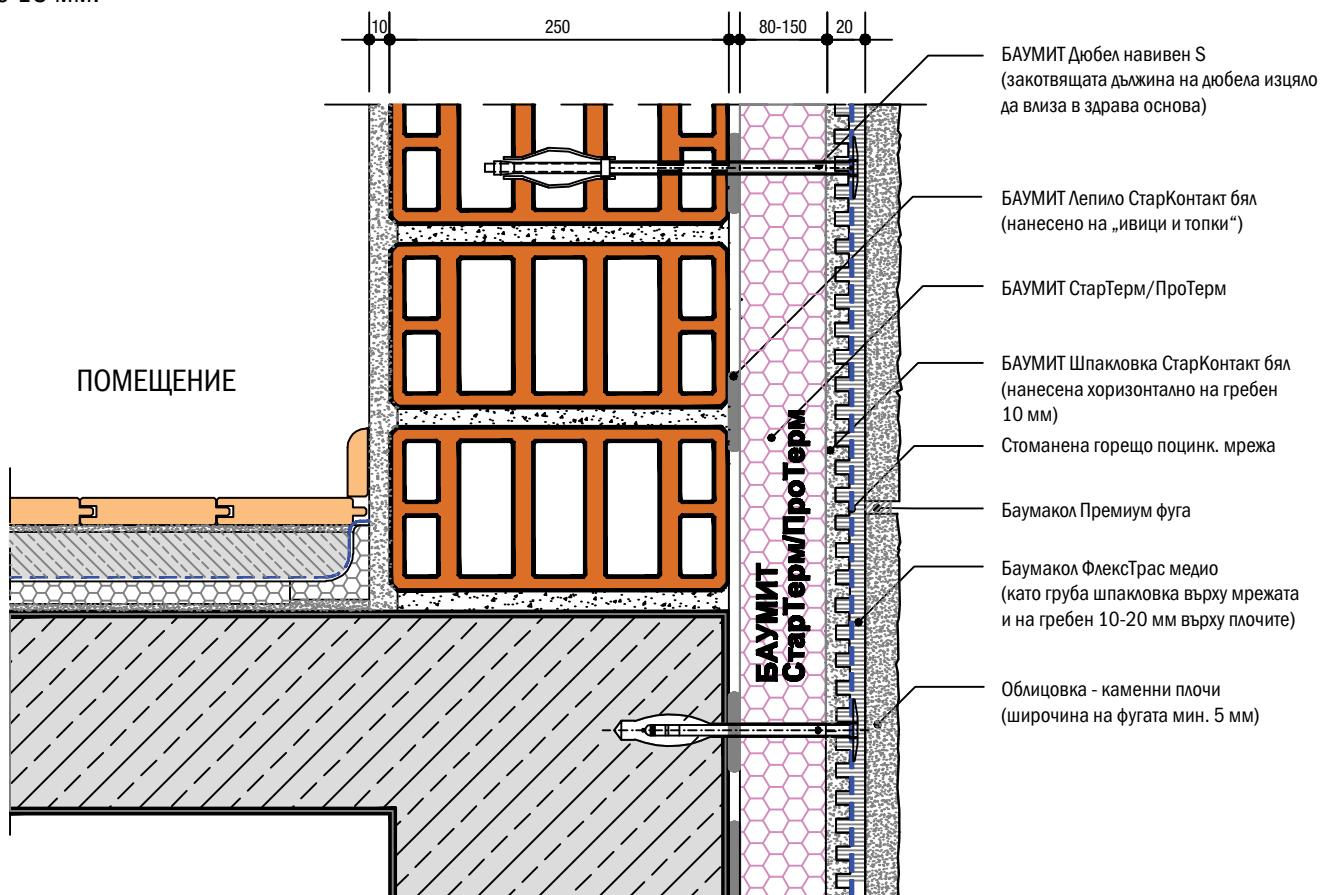 10 250 80-150 20
БАУМИТ Дюбел навивен S
(закотвящата дължина на дюбела изцяло
да влиза в здрава основа)
БАУМИТ Лепило СтарКонтакт бял
(нанесено на „ивици и топки“)
БАУМИТ СтарТерм/ПроТерм
БАУМИТ Шпакловка СтарКонтакт бял
(нанесена хоризонтално на гребен
10 мм)
Стоманена горещо поцинк. мрежа
Баумакол Премиум фуга
Баумакол ФлексТрас медио
(като груба шпакловка върху мрежата
и на гребен 10-20 мм върху плочите)
Облицовка - каменни плочи
(широчина на фугата мин. 5 мм)
ПОМЕЩЕНИЕ
БАУМИТ
СтарТерм/ПроТерм